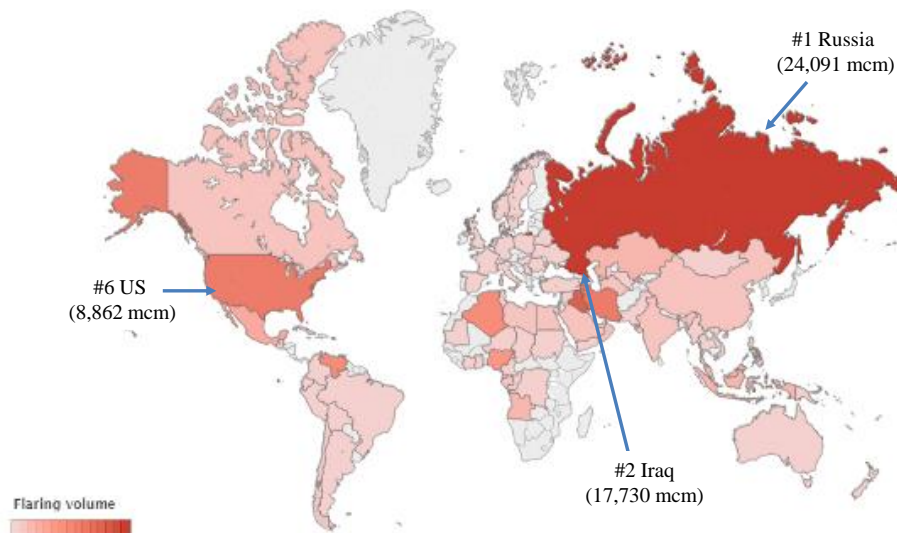 #1 Russia
(24,091 mcm)
#6 US
(8,862 mcm)
#2 Iraq
(17,730 mcm)
Flaring volume